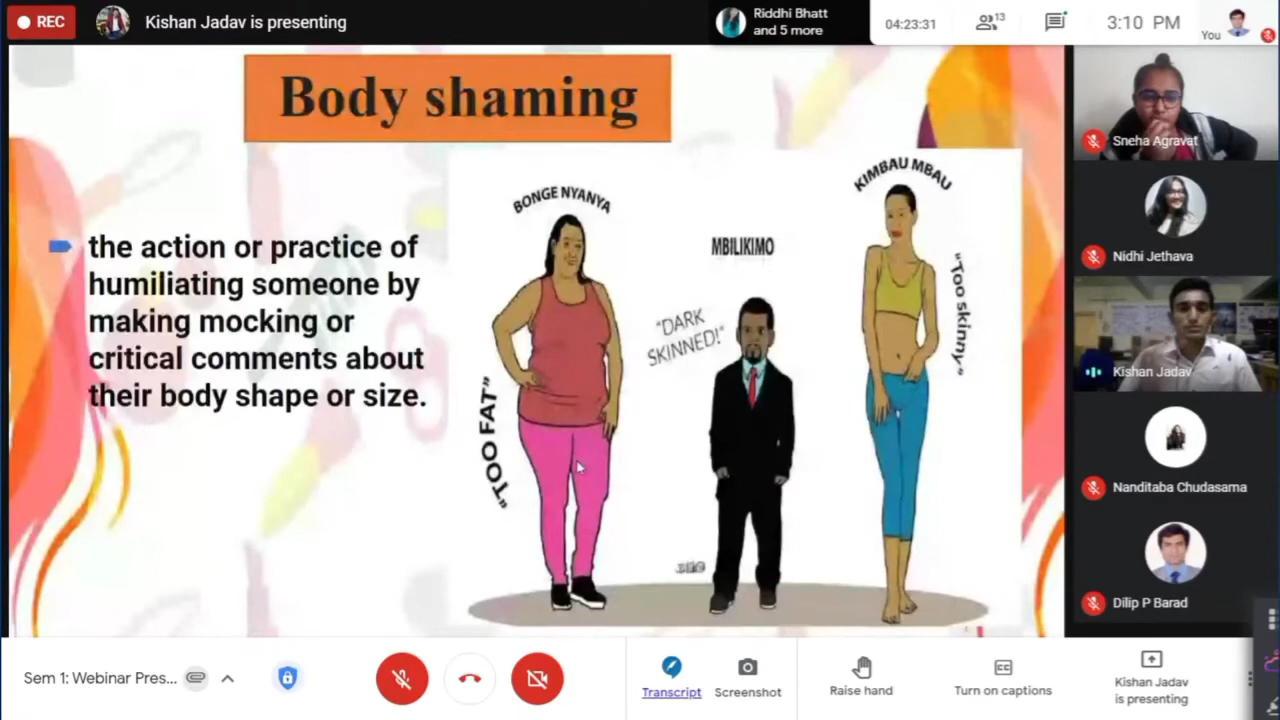 REC
Kishan Jadav is presenting
Riddhi Bhatt
and 5 more
04:23:31
13
3:10 PM
You
Body shaming
the action or practice of
humiliating someone by
making mocking or
critical comments about
their body shape or size.
BONGE NYANYA
"TOO FAT"
MBILIKIMO
"DARK
SKINNED!"
KIMBAU MBAU
"Too skinny"
Sneha Agravat
Nidhi Jethava
Kishan Jadav
Nanditaba Chudasama
Dilip P Barad
Sem 1: Webinar Pres...
Transcript
Screenshot
Raise hand
Turn on captions
Kishan Jadav
is presenting